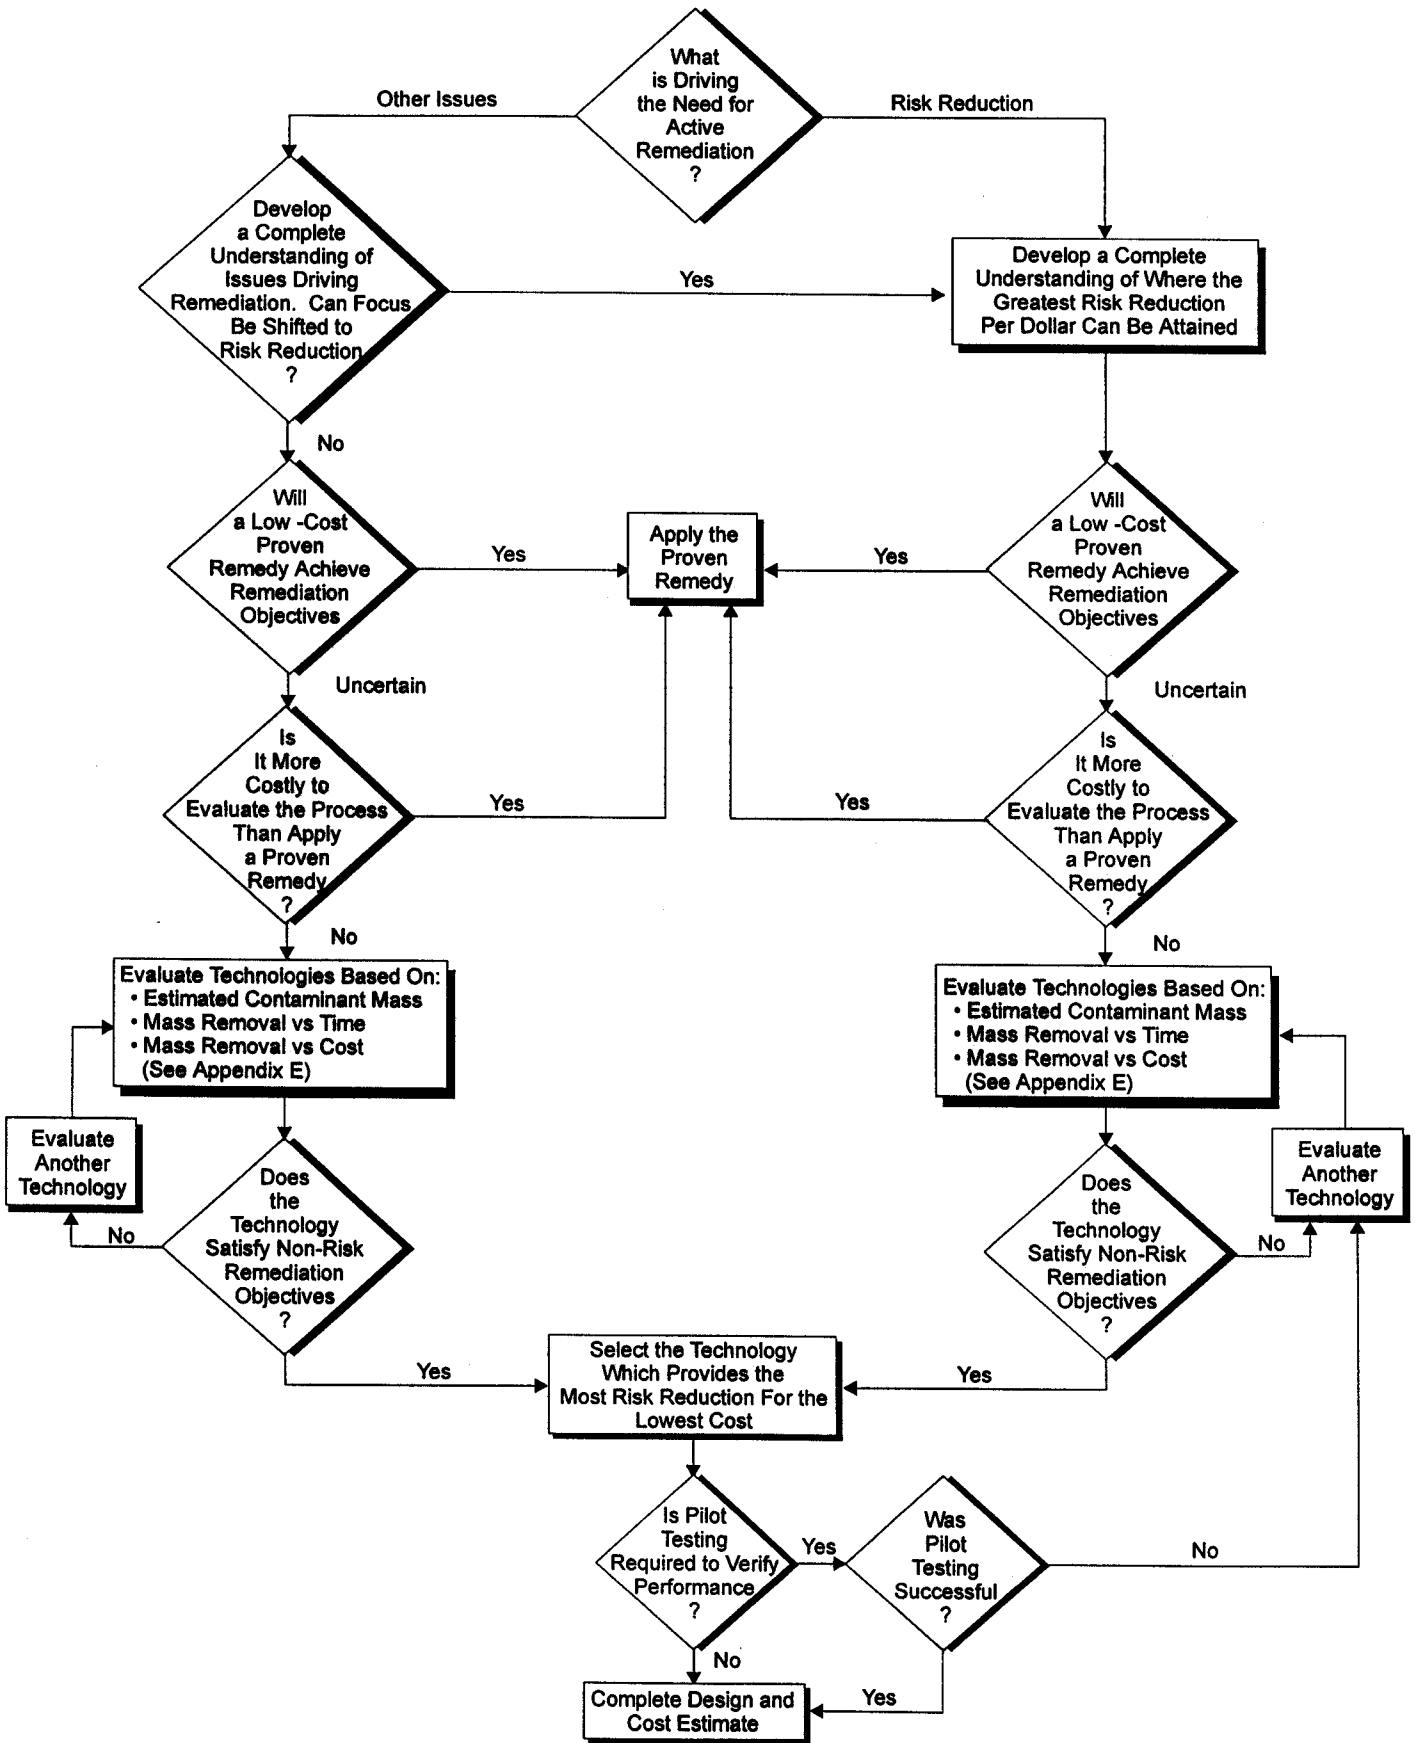 What
is Driving
the Need for
Active
Remediation
?
Other Issues
Risk Reduction
Develop
a Complete
Understanding of
Issues Driving
Remediation.  Can Focus
Be Shifted to
Risk Reduction
?
Yes
Develop a Complete
Understanding of Where the
Greatest Risk Reduction
Per Dollar Can Be Attained
No
Will
a Low -Cost
Proven
Remedy Achieve
Remediation
Objectives
Yes
Apply the
Proven
Remedy
Yes
Will
a Low -Cost
Proven
Remedy Achieve
Remediation
Objectives
Uncertain
Uncertain
Is
It More
Costly to
Evaluate the Process
Than Apply
a Proven
Remedy
?
Yes
Yes
Is
It More
Costly to
Evaluate the Process
Than Apply
a Proven
Remedy
?
No
No
Evaluate Technologies Based On:
• Estimated Contaminant Mass
• Mass Removal vs Time
• Mass Removal vs Cost
(See Appendix E)
Evaluate Technologies Based On:
• Estimated Contaminant Mass
• Mass Removal vs Time
• Mass Removal vs Cost
(See Appendix E)
Evaluate
Another
Technology
No
Does
the
Technology
Satisfy Non-Risk
Remediation
Objectives
?
Does
the
Technology
Satisfy Non-Risk
Remediation
Objectives
?
No
Evaluate
Another
Technology
Yes
Select the Technology
Which Provides the
Most Risk Reduction For the
Lowest Cost
Yes
Is Pilot
Testing
Required to Verify
Performance
?
Yes
Was
Pilot
Testing
Successful
?
No
No
Complete Design and
Cost Estimate
Yes